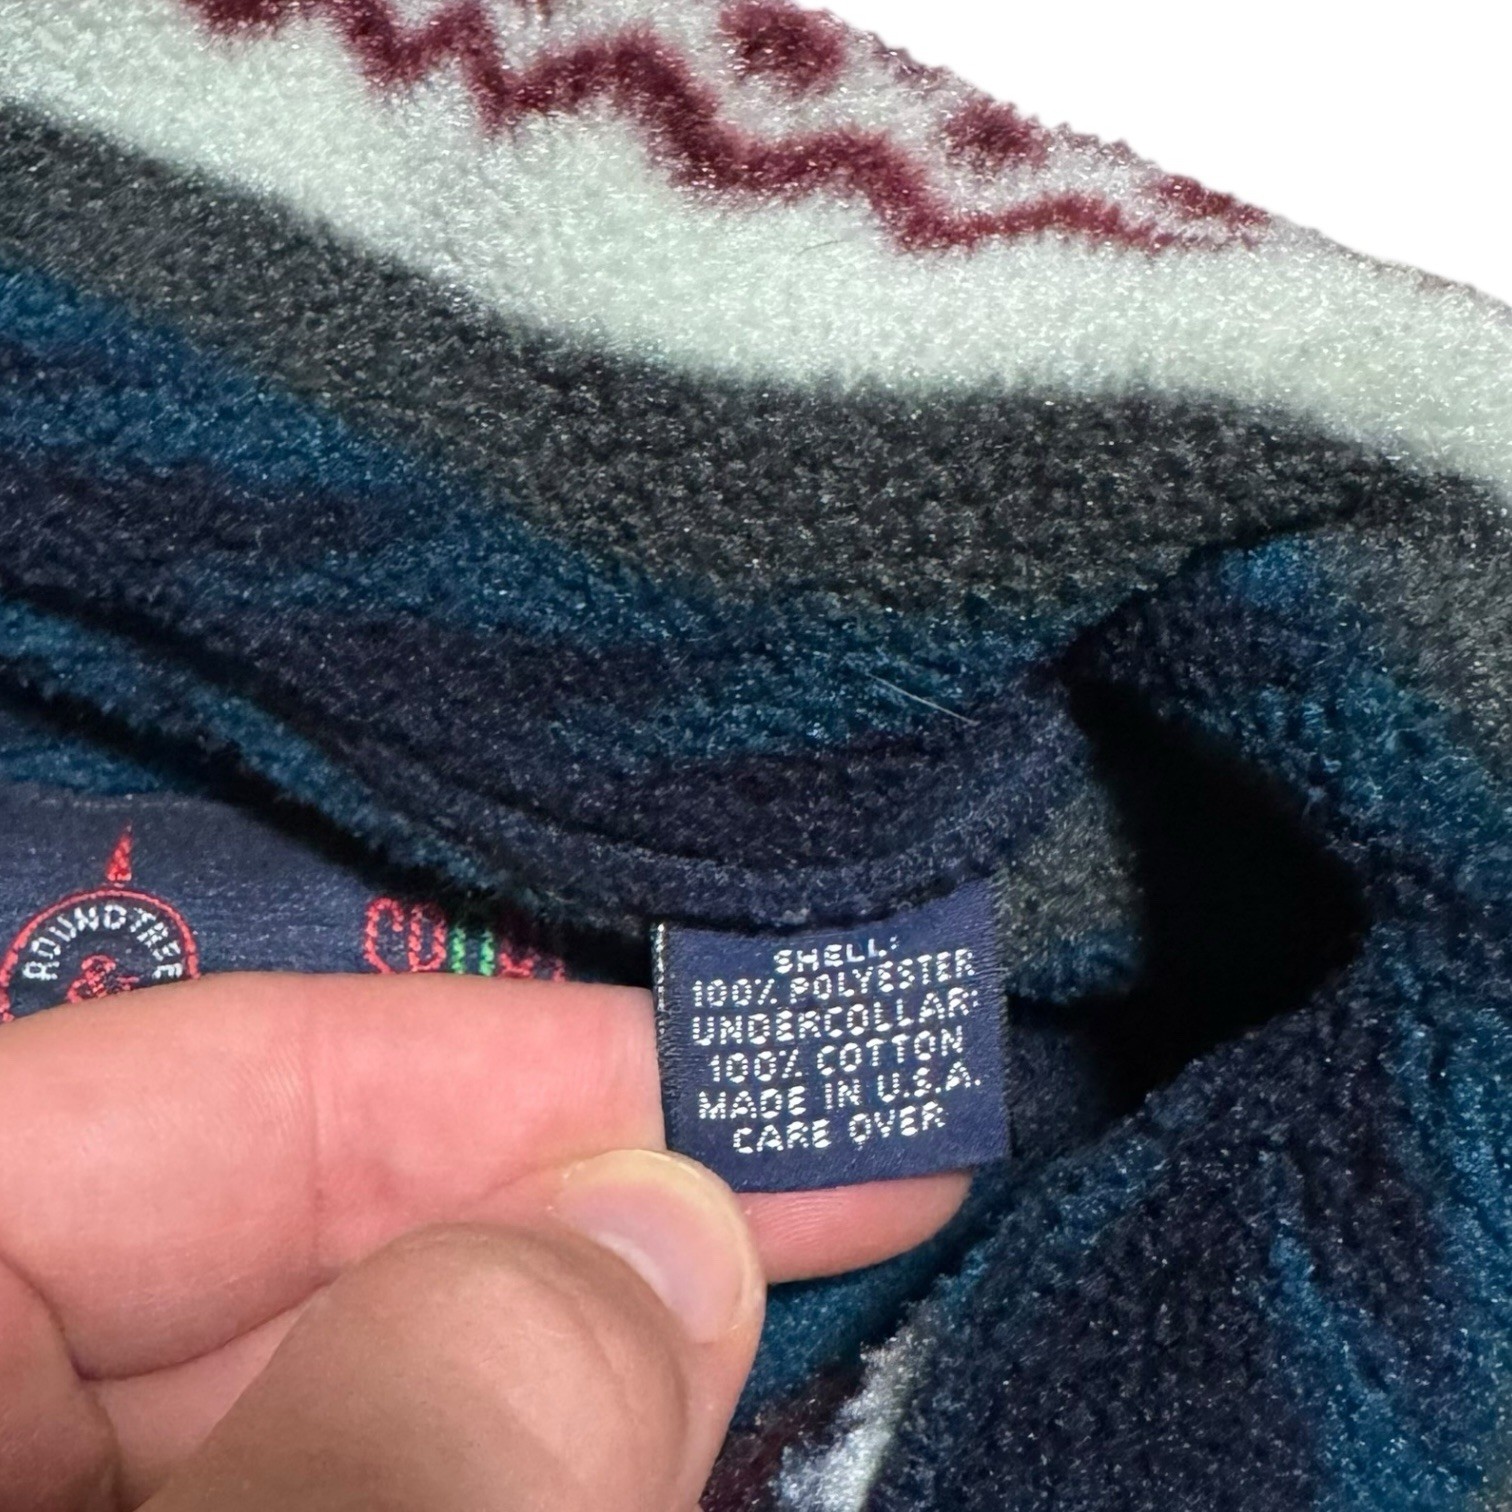 ROUNDTREE
&
SHELL:
100% POLYESTER
UNDERCOLLAR:
100% COTTON
MADE IN U.S.A.
CARE OVER